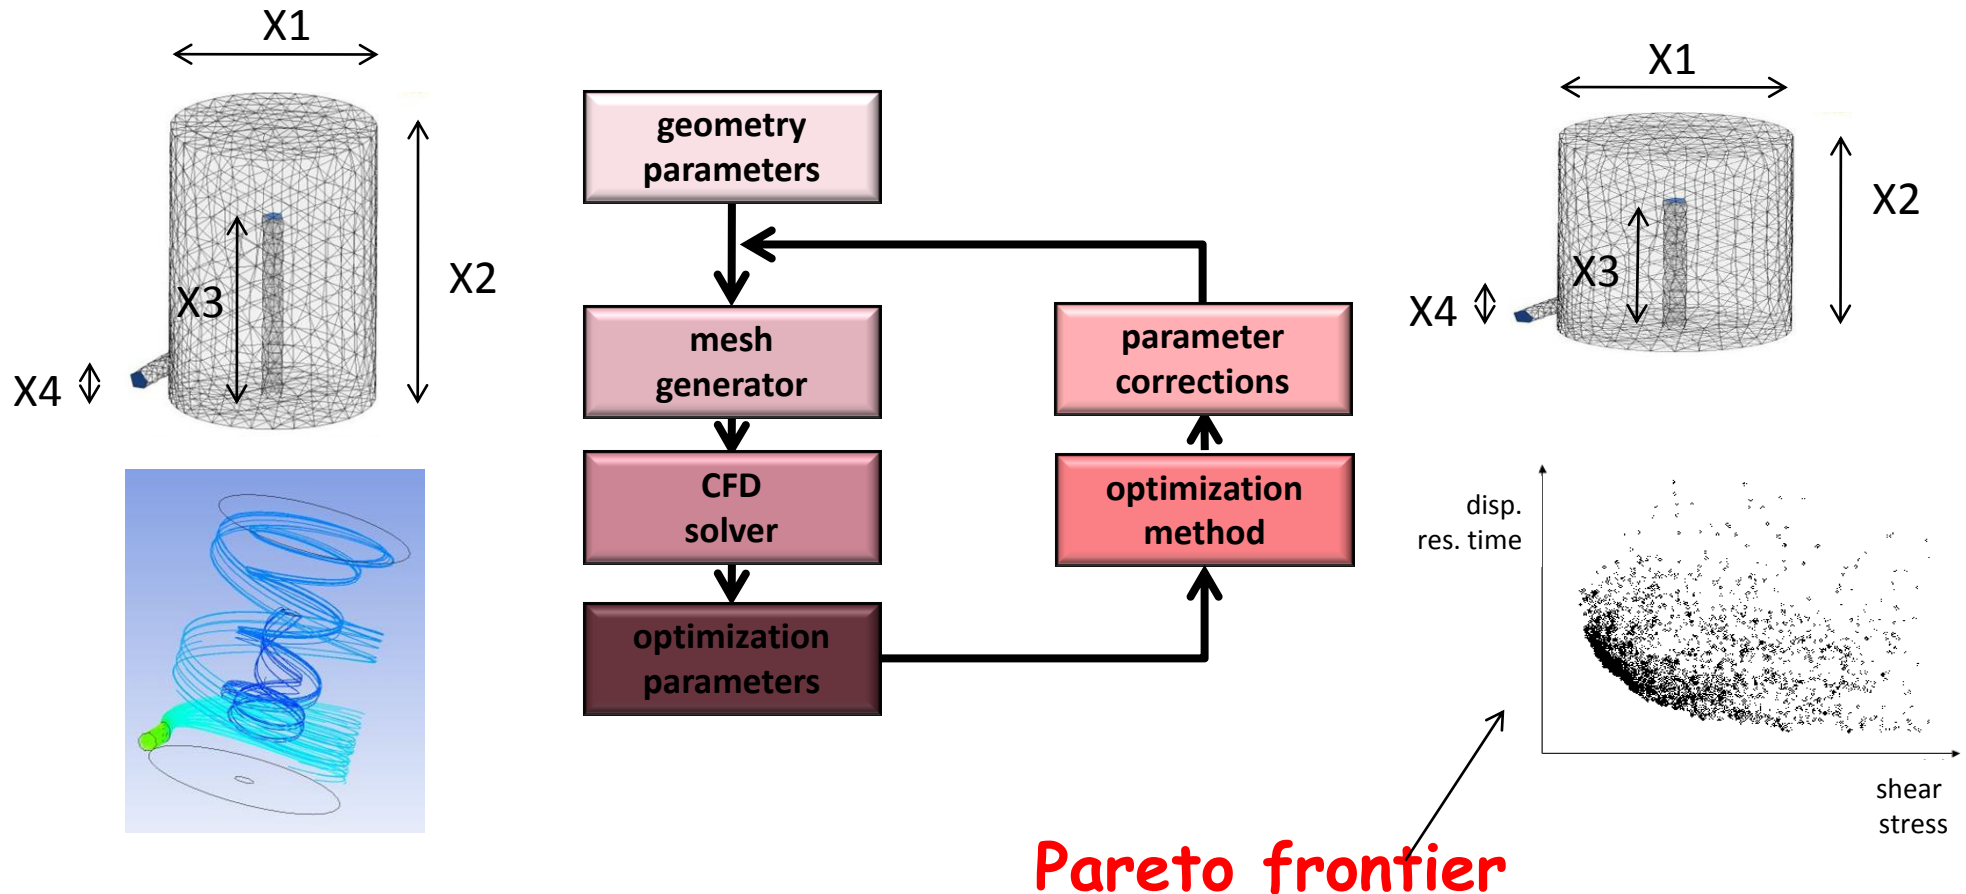 X1
X2
X3
X4
geometry
parameters
mesh
generator
CFD
solver
optimization
parameters
parameter
corrections
optimization
method
X1
X2
X3
X4
disp.
res. time
shear
stress
Pareto frontier